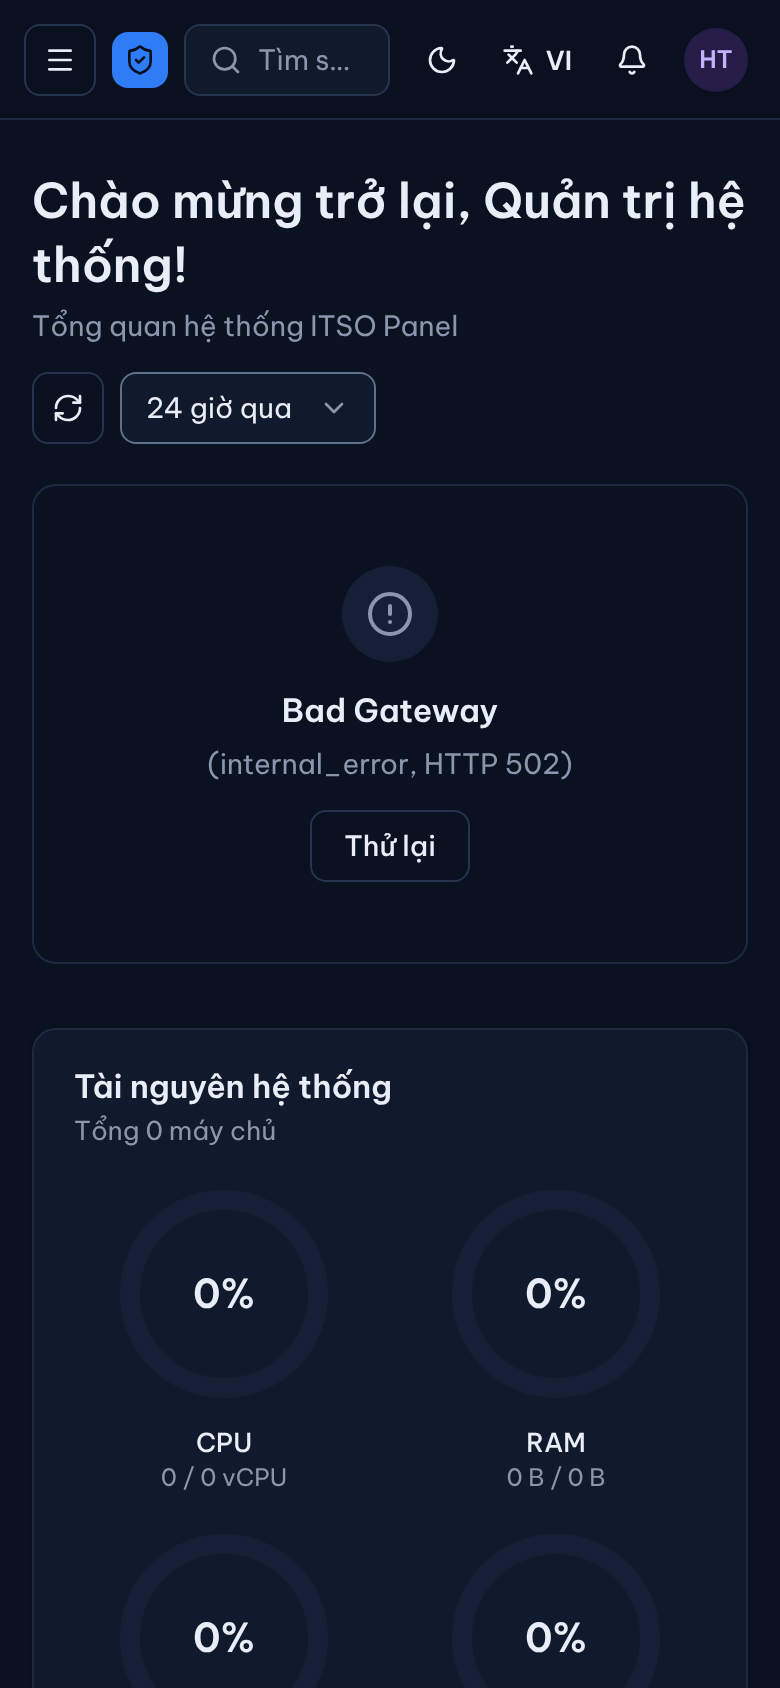 Tìm s...
VI
HT
Chào mừng trở lại, Quản trị hệ
thống!
Tổng quan hệ thống ITSO Panel
24 giờ qua
Bad Gateway
(internal_error, HTTP 502)
Thử lại
Tài nguyên hệ thống
Tổng 0 máy chủ
0%
0%
CPU
RAM
0 / 0 vCPU
0 B / 0 B
0%
0%